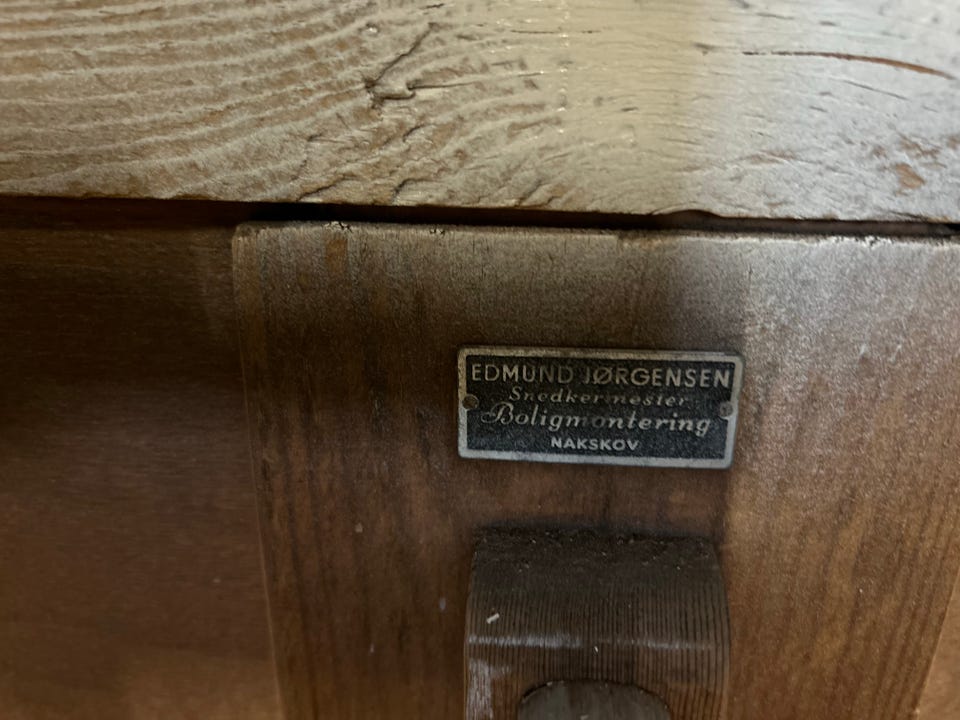 EDMUND JØRGENSEN
Snedkermester
Boligmontering
NAKSKOV